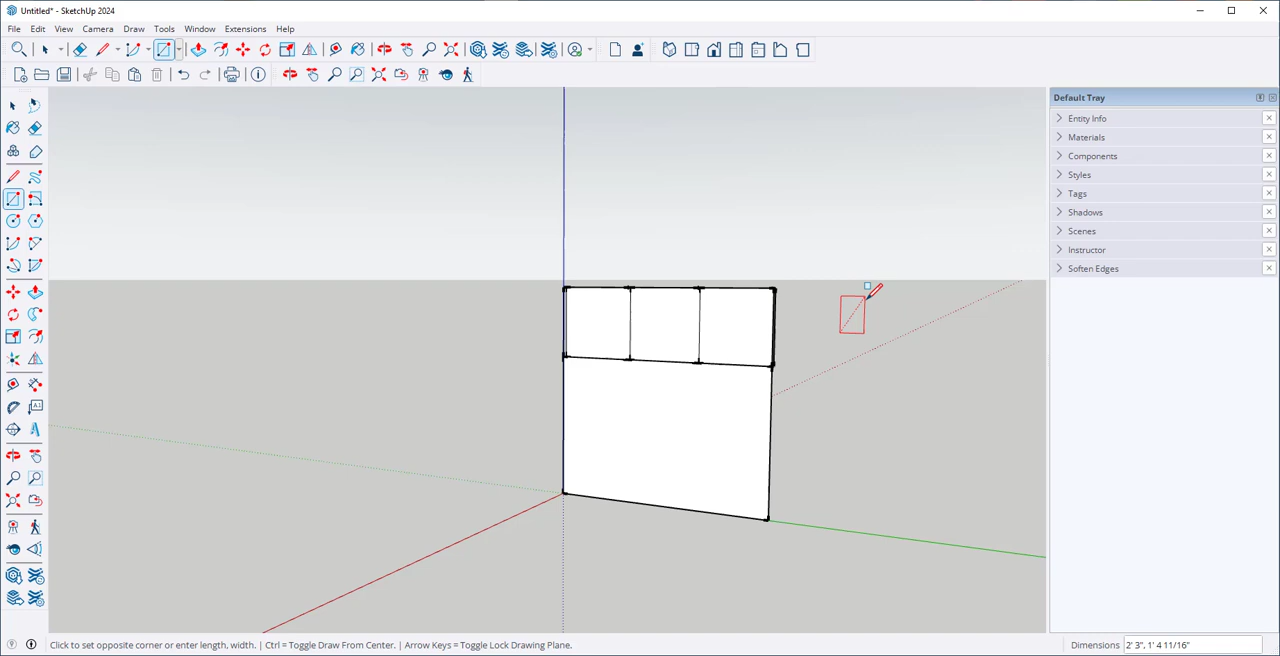 Untitled* - SketchUp 2024
File Edit View Camera Draw Tools Window Extensions Help
Default Tray
Entity Info
Materials
Components
Styles
Tags
Shadows
Scenes
Instructor
Soften Edges
Click to set opposite corner or enter length, width. | Ctrl = Toggle Draw From Center. | Arrow Keys = Toggle Lock Drawing Plane.
Dimensions 2' 3", 1' 4 11/16"